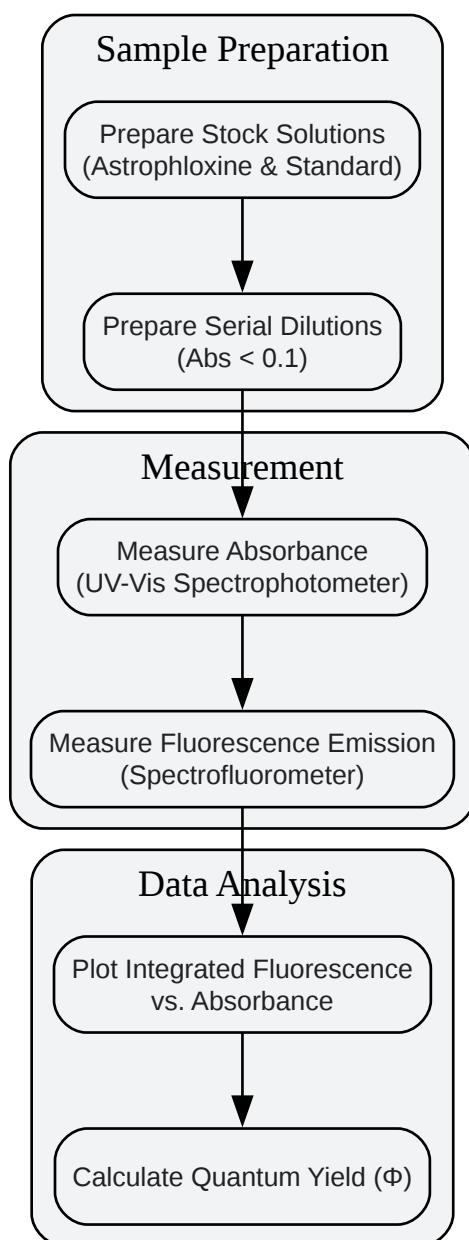 Sample Preparation
Prepare Stock Solutions
(Astrophloxine & Standard)
Prepare Serial Dilutions
(Abs < 0.1)
Measurement
Measure Absorbance
(UV-Vis Spectrophotometer)
Measure Fluorescence Emission
(Spectrofluorometer)
Data Analysis
Plot Integrated Fluorescence
vs. Absorbance
Calculate Quantum Yield (Φ)